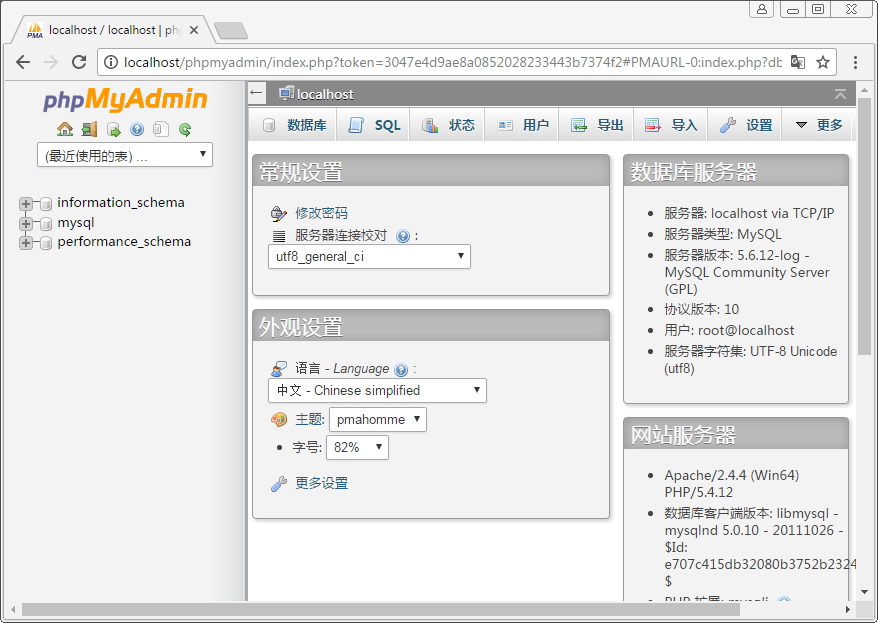 localhost / localhost | ph
localhost/phpmyadmin/index.php?token=3047e4d9ae8a0852028233443b7374f2#PMAURL-0:index.php?db
phpMyAdmin
(最近使用的表) ...
information_schema
mysql
performance_schema
localhost
数据库 SQL 状态 用户 导出 导入 设置 更多
常规设置
修改密码
服务器连接校对 :
utf8_general_ci
外观设置
语言 - Language :
中文 - Chinese simplified
主题: pmahomme
字号: 82%
更多设置
数据库服务器
服务器: localhost via TCP/IP
服务器类型: MySQL
服务器版本: 5.6.12-log -
MySQL Community Server
(GPL)
协议版本: 10
用户: root@localhost
服务器字符集: UTF-8 Unicode
(utf8)
网站服务器
Apache/2.4.4 (Win64)
PHP/5.4.12
数据库客户端版本: libmysql -
mysqlnd 5.0.10 - 20111026 -
$Id:
e707c415db32080b3752b2324
$
PHP 扩展: mysqli